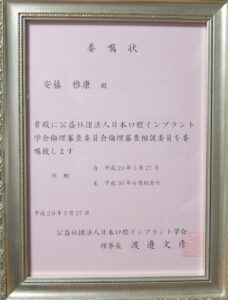 委嘱状
安藤 雅康 殿
貴殿に公益社団法人日本口腔インプラント
学会倫理審査委員会倫理審査相談委員を委
嘱致します
任期
自 平成29年5月27日
至 平成30年6月総会日
平成29年5月27日
公益社団法人日本口腔インプラント学会
理事長 渡邉文彦